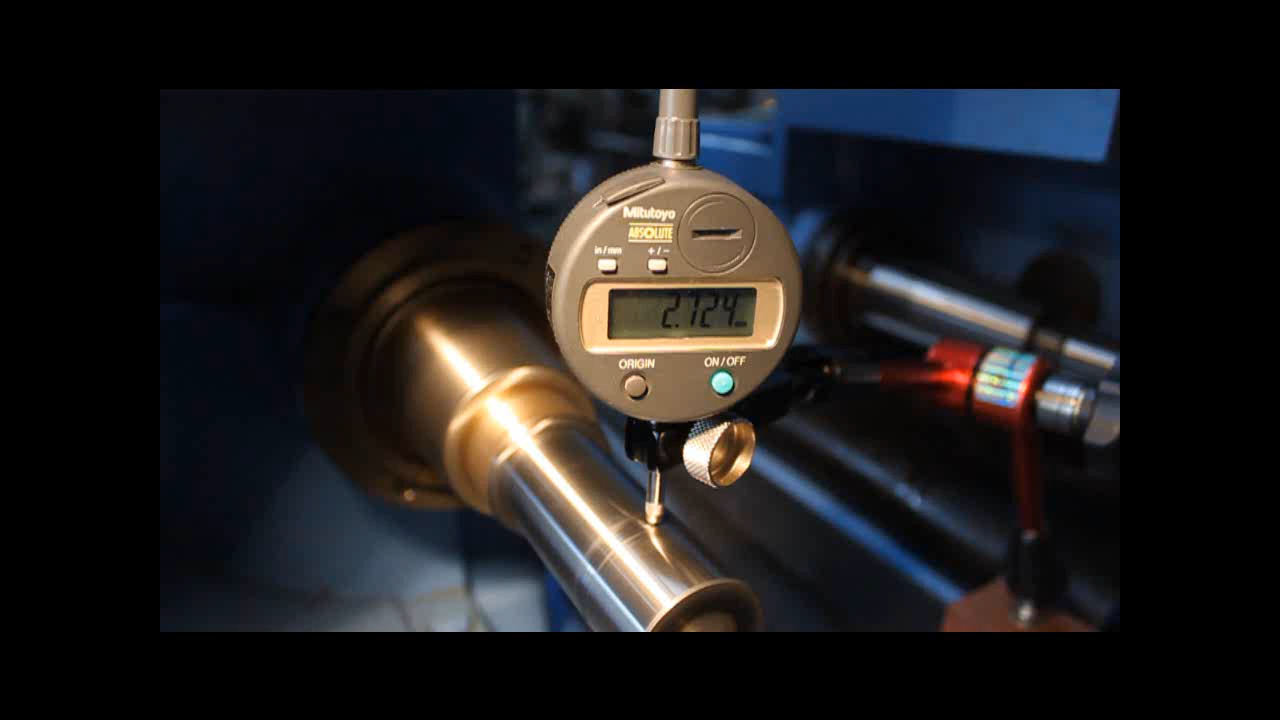 Mitutoyo
ABSOLUTE
in/mm +/-
2.724
ORIGIN ON/OFF